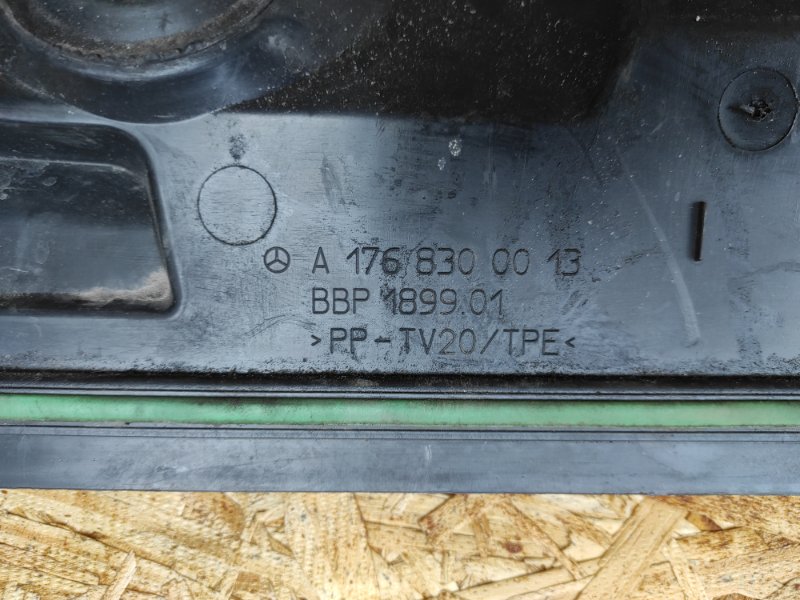 A 176 830 00 13
BBP 1899.01
>PP-TV20/TPE<